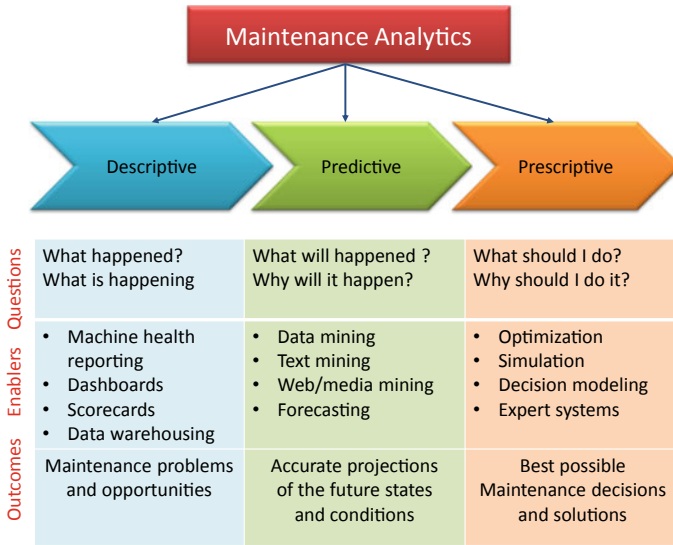 Maintenance Analytics
Descriptive
Predictive
Prescriptive
Questions
What happened?
What is happening
What will happened ?
Why will it happen?
What should I do?
Why should I do it?
Enablers
• Machine health
reporting
• Dashboards
• Scorecards
• Data warehousing
• Data mining
• Text mining
• Web/media mining
• Forecasting
• Optimization
• Simulation
• Decision modeling
• Expert systems
Outcomes
Maintenance problems
and opportunities
Accurate projections
of the future states
and conditions
Best possible
Maintenance decisions
and solutions